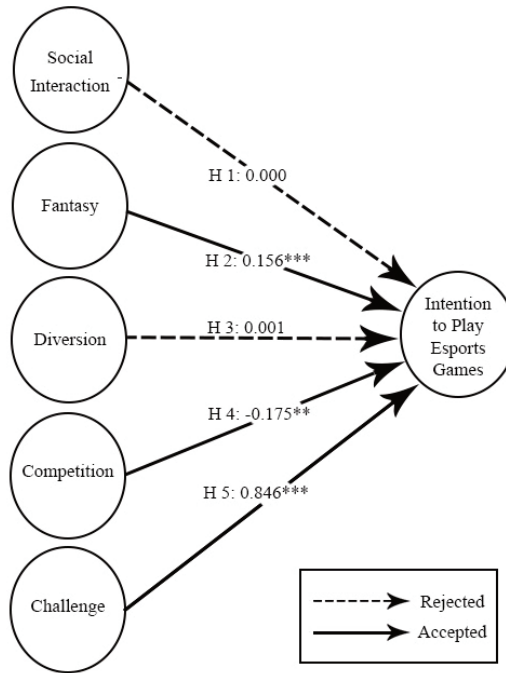 Social
Interaction
H 1: 0.000
Fantasy
H 2: 0.156***
Intention
to Play
Esports
Games
Diversion
H 3: 0.001
Competition
H 4: -0.175**
H 5: 0.846***
Challenge
Rejected
Accepted